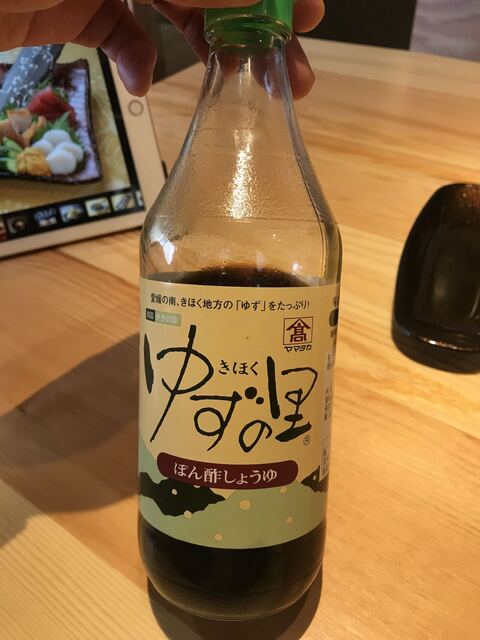 愛媛の南、きほく地方の「ゆず」をたっぷり!
髙
ヤマタカ
きほく
ゆずの里®
ぽん酢しょうゆ